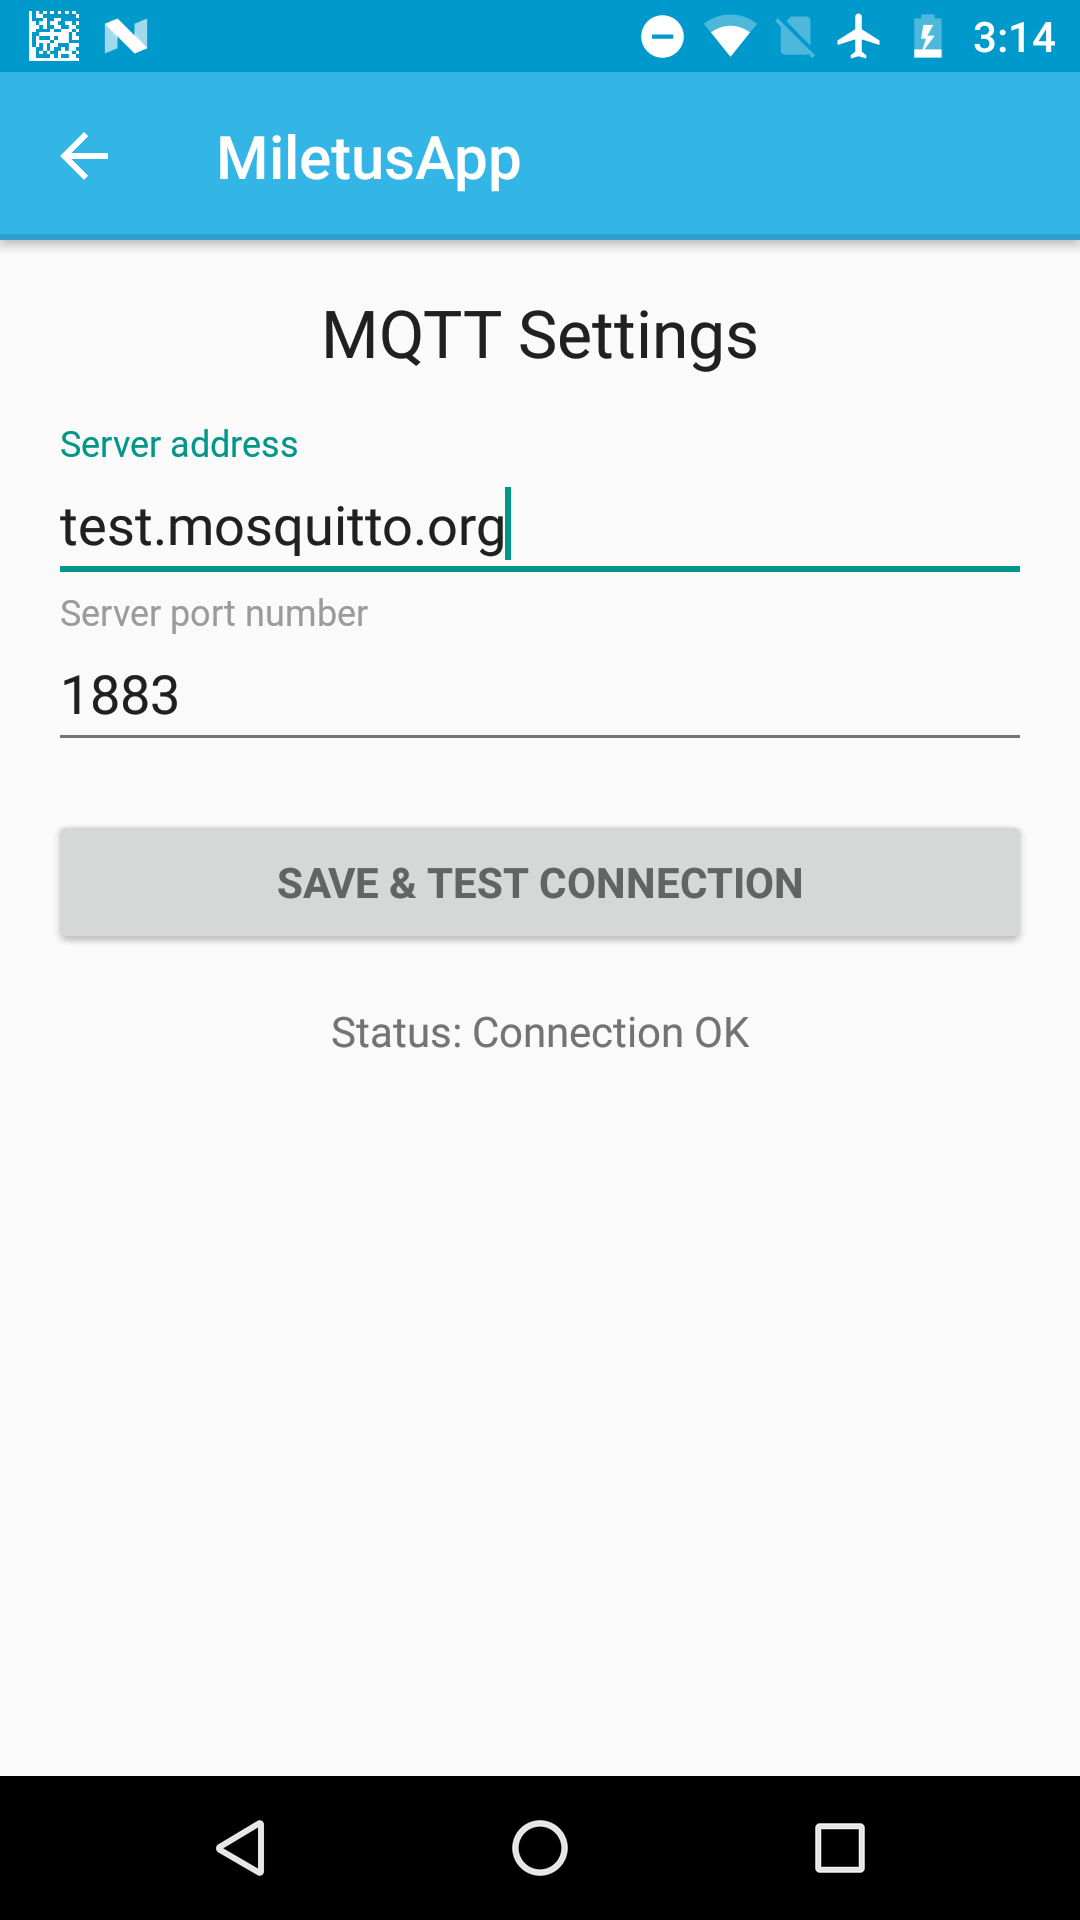 3:14
MiletusApp
MQTT Settings
Server address
test.mosquitto.org
Server port number
1883
SAVE & TEST CONNECTION
Status: Connection OK